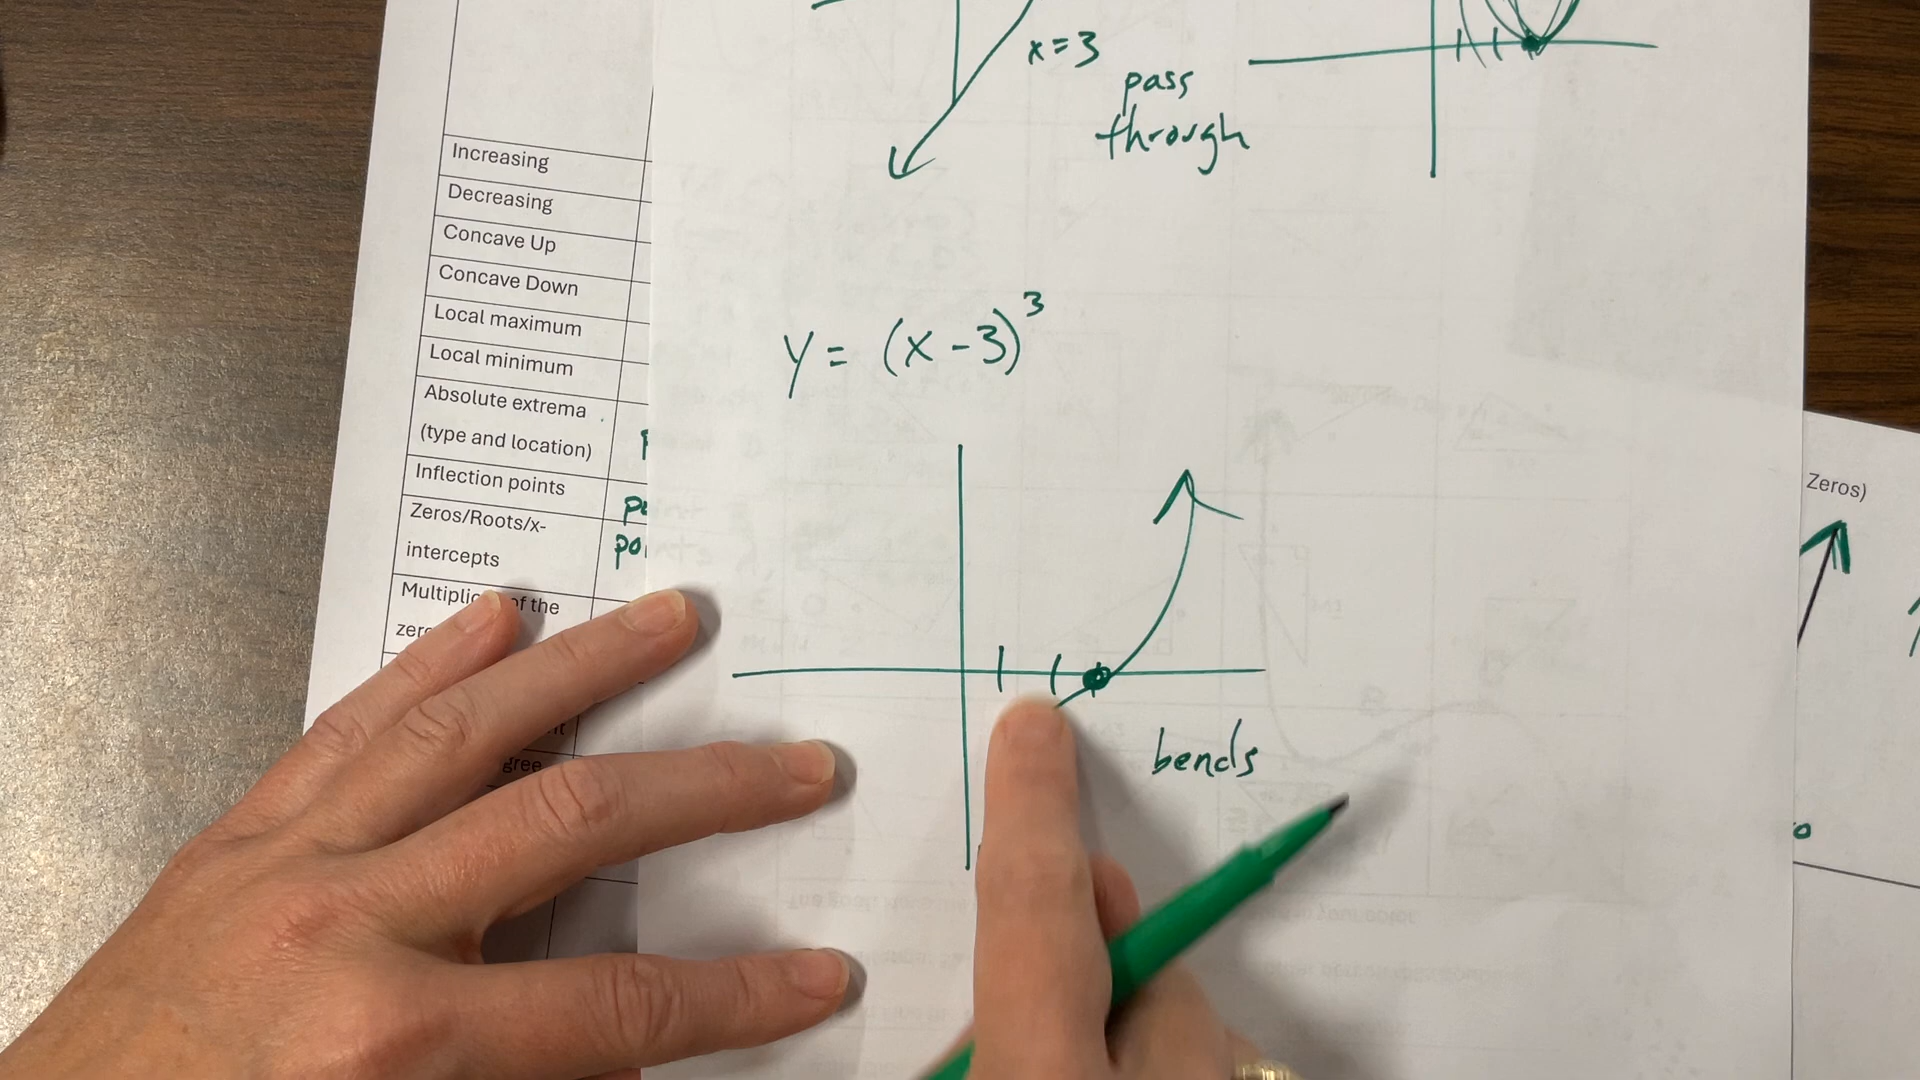 x=3
pass
through
Increasing
Decreasing
Concave Up
Concave Down
Local maximum
Local minimum
Absolute extrema
(type and location)
Inflection points
Zeros/Roots/x-
intercepts
of the
y = (x-3)³
bends
Zeros)